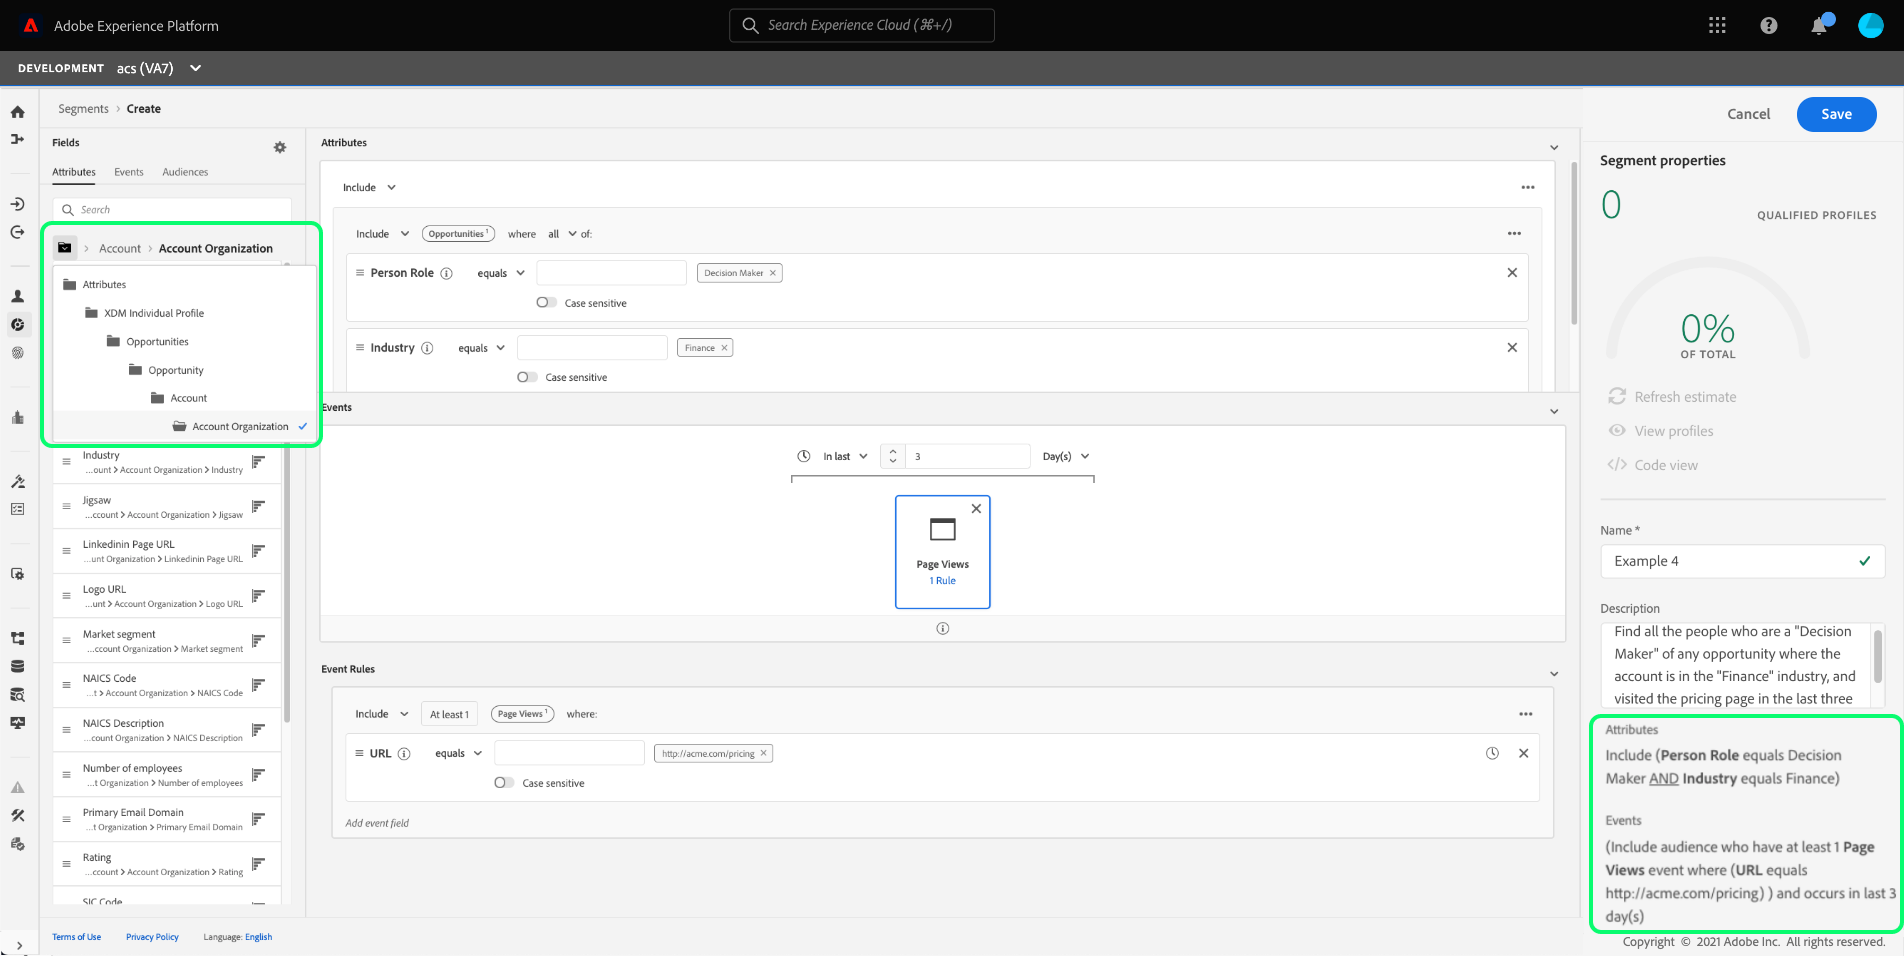 Adobe Experience Platform
Search Experience Cloud (⌘+/)
DEVELOPMENT acs (VA7)
Segments > Create
Cancel
Save
Fields
Attributes Events Audiences
Search
> Account > Account Organization
Attributes
XDM Individual Profile
Opportunities
Opportunity
Account
Account Organization
Industry
...ount > Account Organization > Industry
Jigsaw
...ccount > Account Organization > Jigsaw
Linkedinin Page URL
...unt Organization > Linkedinin Page URL
Logo URL
...unt > Account Organization > Logo URL
Market segment
...ccount Organization > Market segment
NAICS Code
...t > Account Organization > NAICS Code
NAICS Description
...count Organization > NAICS Description
Number of employees
...t Organization > Number of employees
Primary Email Domain
...t Organization > Primary Email Domain
Rating
...ccount > Account Organization > Rating
SIC Code
Attributes
Include
Include Opportunities 1 where all of:
Person Role equals Decision Maker
Case sensitive
Industry equals Finance
Case sensitive
Events
In last 3 Day(s)
Page Views
1 Rule
Event Rules
Include At least 1 Page Views 1 where:
URL equals http://acme.com/pricing
Case sensitive
Add event field
Segment properties
0
QUALIFIED PROFILES
0%
OF TOTAL
Refresh estimate
View profiles
Code view
Name *
Example 4
Description
Find all the people who are a "Decision
Maker" of any opportunity where the
account is in the "Finance" industry, and
visited the pricing page in the last three
Attributes
Include (Person Role equals Decision
Maker AND Industry equals Finance)
Events
(Include audience who have at least 1 Page
Views event where (URL equals
http://acme.com/pricing) ) and occurs in last 3
day(s)
Terms of Use Privacy Policy Language: English
Copyright © 2021 Adobe Inc. All rights reserved.